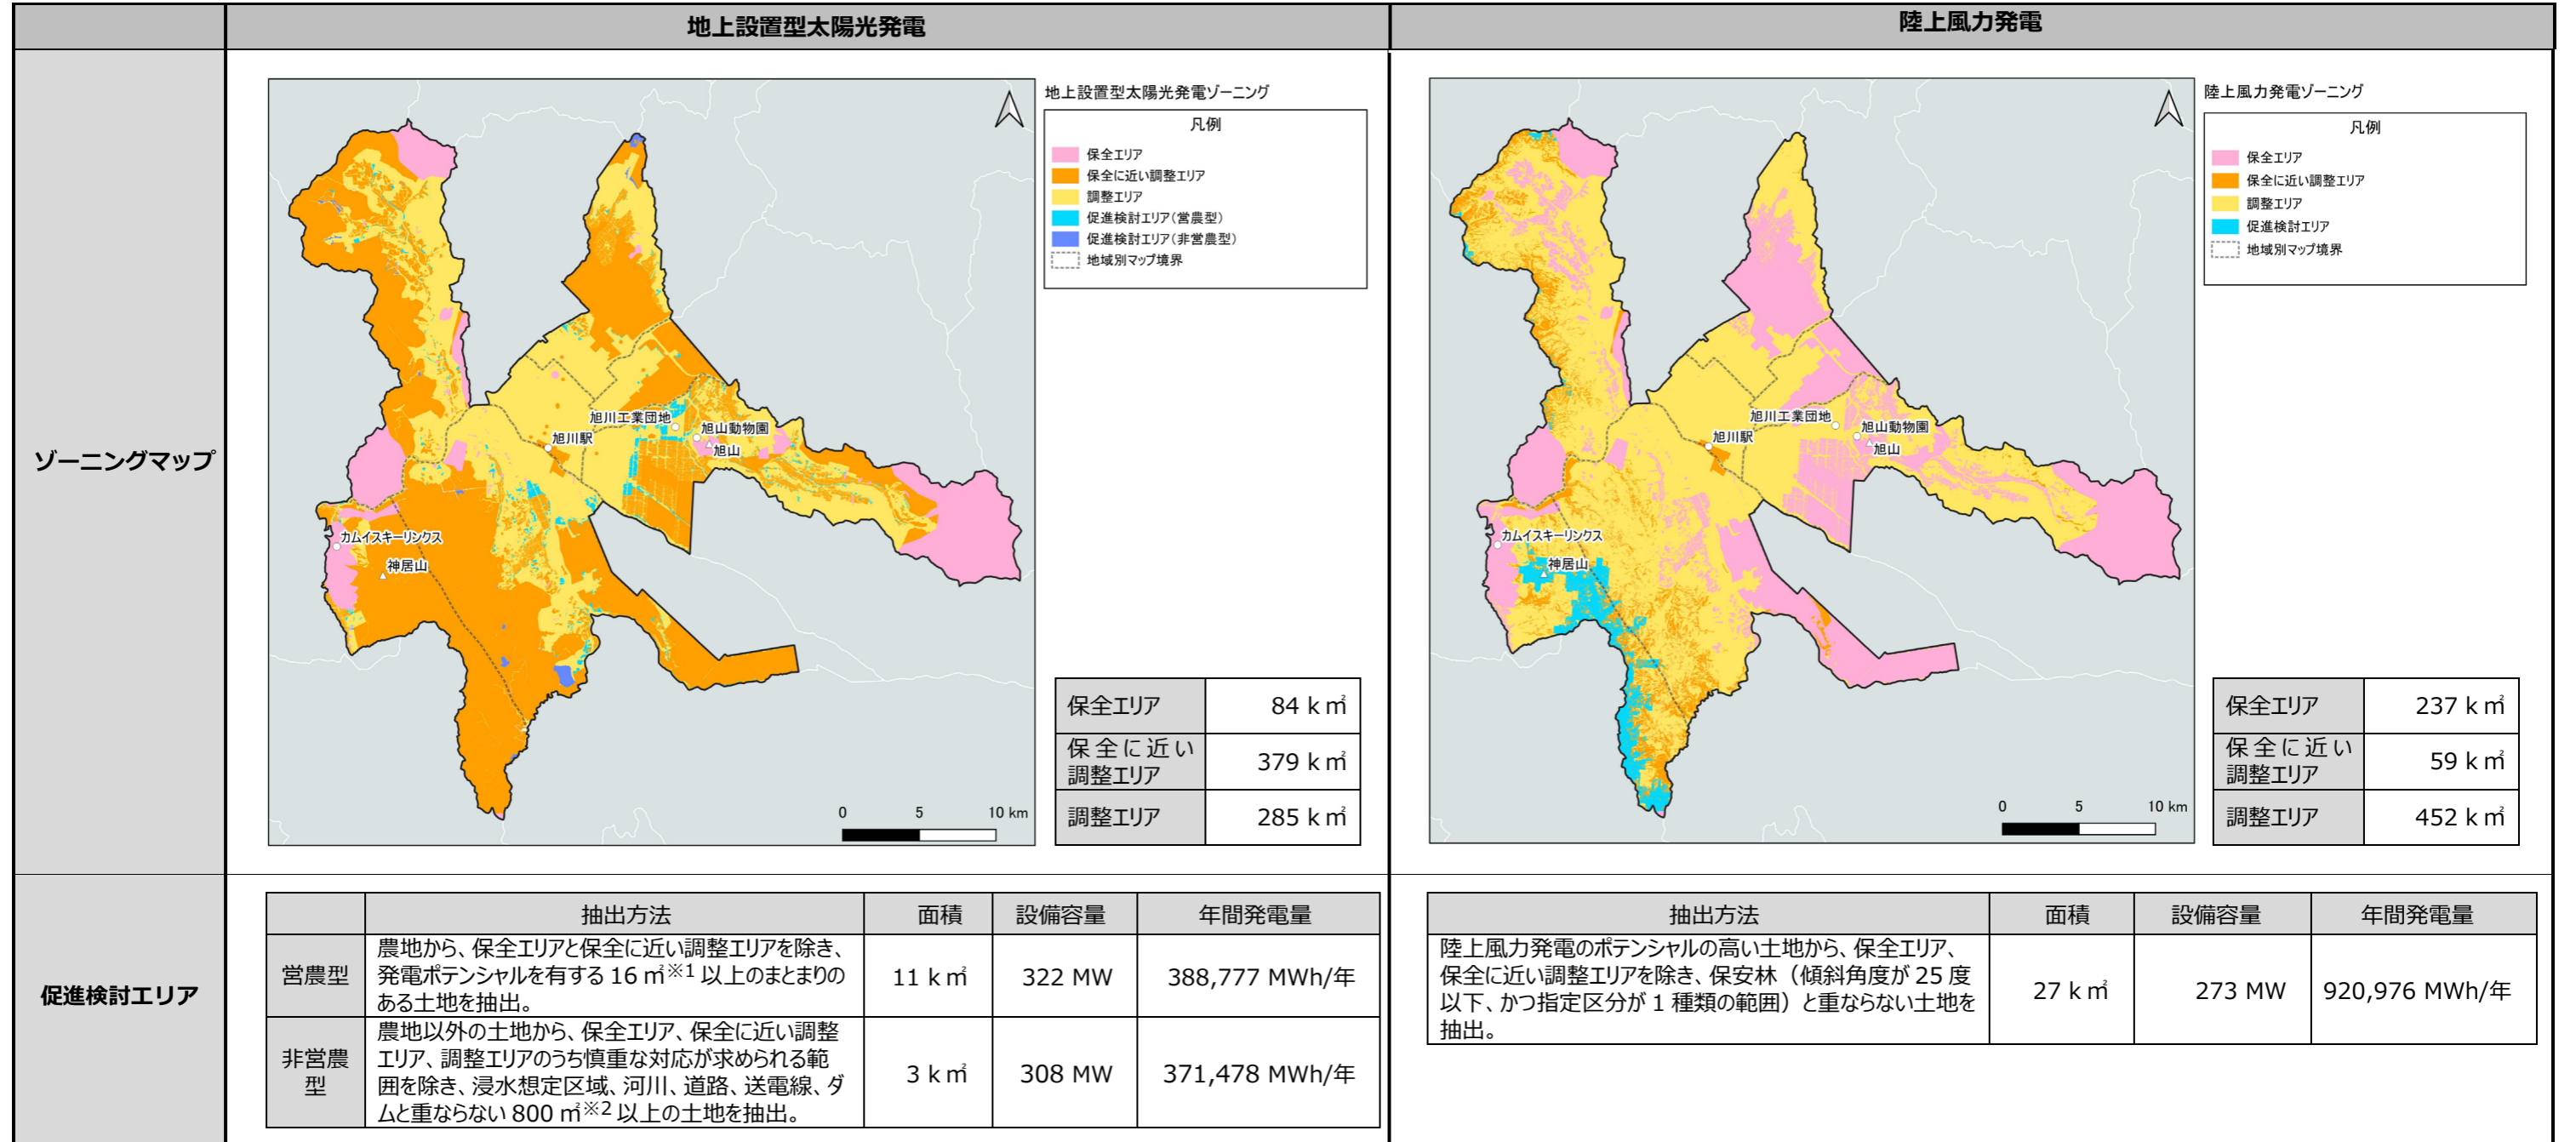 地上設置型太陽光発電
陸上風力発電
ゾーニングマップ
地上設置型太陽光発電ゾーニング
凡例
保全エリア
保全に近い調整エリア
調整エリア
促進検討エリア(営農型)
促進検討エリア(非営農型)
地域別マップ境界
旭川工業団地
旭山動物園
旭川駅
旭山
カムイスキーリンクス
神居山
0 5 10 km
保全エリア 84 k㎡
保全に近い
調整エリア 379 k㎡
調整エリア 285 k㎡
陸上風力発電ゾーニング
凡例
保全エリア
保全に近い調整エリア
調整エリア
促進検討エリア
地域別マップ境界
旭川工業団地
旭山動物園
旭川駅
旭山
カムイスキーリンクス
神居山
0 5 10 km
保全エリア 237 k㎡
保全に近い
調整エリア 59 k㎡
調整エリア 452 k㎡
促進検討エリア
抽出方法 面積 設備容量 年間発電量
営農型
農地から、保全エリアと保全に近い調整エリアを除き、
発電ポテンシャルを有する 16 ㎡※1 以上のまとまりの
ある土地を抽出。
11 k㎡ 322 MW 388,777 MWh/年
非営農
型
農地以外の土地から、保全エリア、保全に近い調整
エリア、調整エリアのうち慎重な対応が求められる範
囲を除き、浸水想定区域、河川、道路、送電線、ダ
ムと重ならない 800 ㎡※2 以上の土地を抽出。
3 k㎡ 308 MW 371,478 MWh/年
抽出方法 面積 設備容量 年間発電量
陸上風力発電のポテンシャルの高い土地から、保全エリア、
保全に近い調整エリアを除き、保安林（傾斜角度が 25 度
以下、かつ指定区分が 1 種類の範囲）と重ならない土地を
抽出。
27 k㎡ 273 MW 920,976 MWh/年